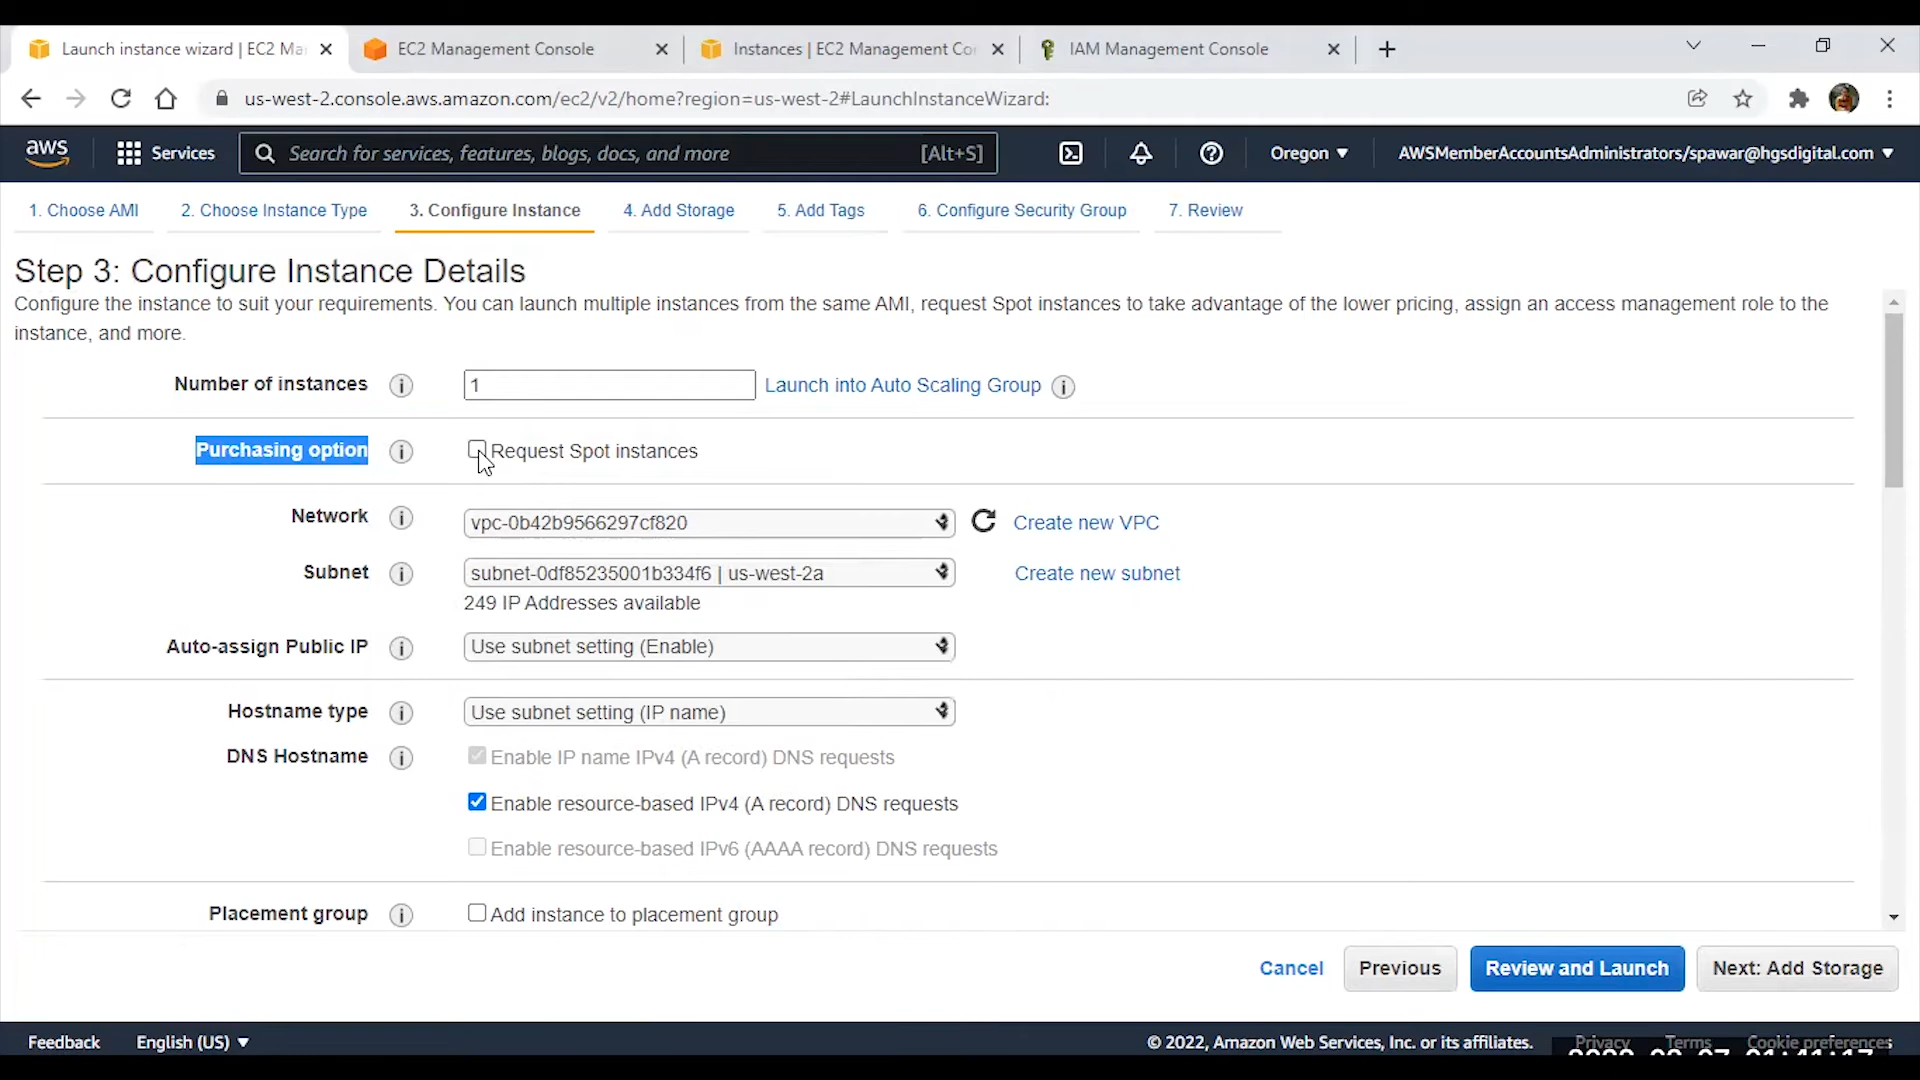 Launch instance wizard | EC2 Ma
EC2 Management Console
Instances | EC2 Management Co
IAM Management Console
us-west-2.console.aws.amazon.com/ec2/v2/home?region=us-west-2#LaunchInstanceWizard:
aws
Services
Search for services, features, blogs, docs, and more
[Alt+S]
Oregon
AWSMemberAccountsAdministrators/spawar@hgsdigital.com
1. Choose AMI
2. Choose Instance Type
3. Configure Instance
4. Add Storage
5. Add Tags
6. Configure Security Group
7. Review
Step 3: Configure Instance Details
Configure the instance to suit your requirements. You can launch multiple instances from the same AMI, request Spot instances to take advantage of the lower pricing, assign an access management role to the
instance, and more.
Number of instances
1
Launch into Auto Scaling Group
Purchasing option
Request Spot instances
Network
vpc-0b42b9566297cf820
Create new VPC
Subnet
subnet-0df85235001b334f6 | us-west-2a
Create new subnet
249 IP Addresses available
Auto-assign Public IP
Use subnet setting (Enable)
Hostname type
Use subnet setting (IP name)
DNS Hostname
Enable IP name IPv4 (A record) DNS requests
Enable resource-based IPv4 (A record) DNS requests
Enable resource-based IPv6 (AAAA record) DNS requests
Placement group
Add instance to placement group
Cancel
Previous
Review and Launch
Next: Add Storage
Feedback
English (US)
© 2022, Amazon Web Services, Inc. or its affiliates.
Privacy
Terms
Cookie preferences